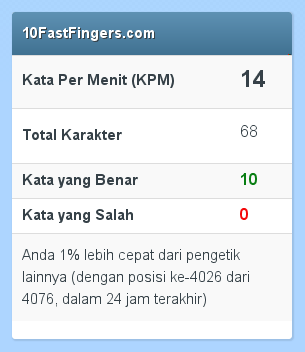 10FastFingers.com
Kata Per Menit (KPM) 14
Total Karakter 68
Kata yang Benar 10
Kata yang Salah 0
Anda 1% lebih cepat dari pengetik
lainnya (dengan posisi ke-4026 dari
4076, dalam 24 jam terakhir)